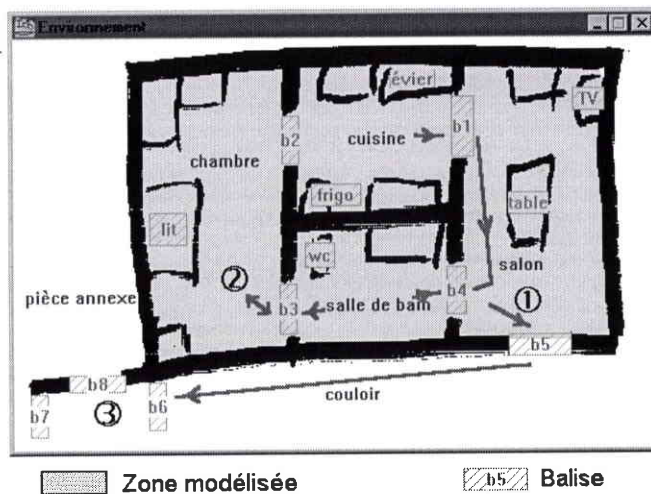 Environnement
évier
TV
b1
cuisine
b2
chambre
frigo
table
lit
wc
salon
②
pièce annexe
b3
salle de bain
b4
①
b5
b8
couloir
b7
③
b6
Zone modélisée
b5
Balise